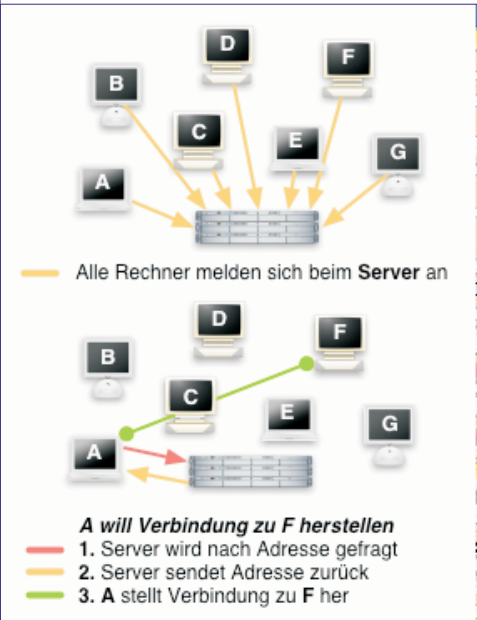 D
F
B
C
E
G
A
Alle Rechner melden sich beim Server an
D
F
B
C
E
G
A
A will Verbindung zu F herstellen
1. Server wird nach Adresse gefragt
2. Server sendet Adresse zurück
3. A stellt Verbindung zu F her